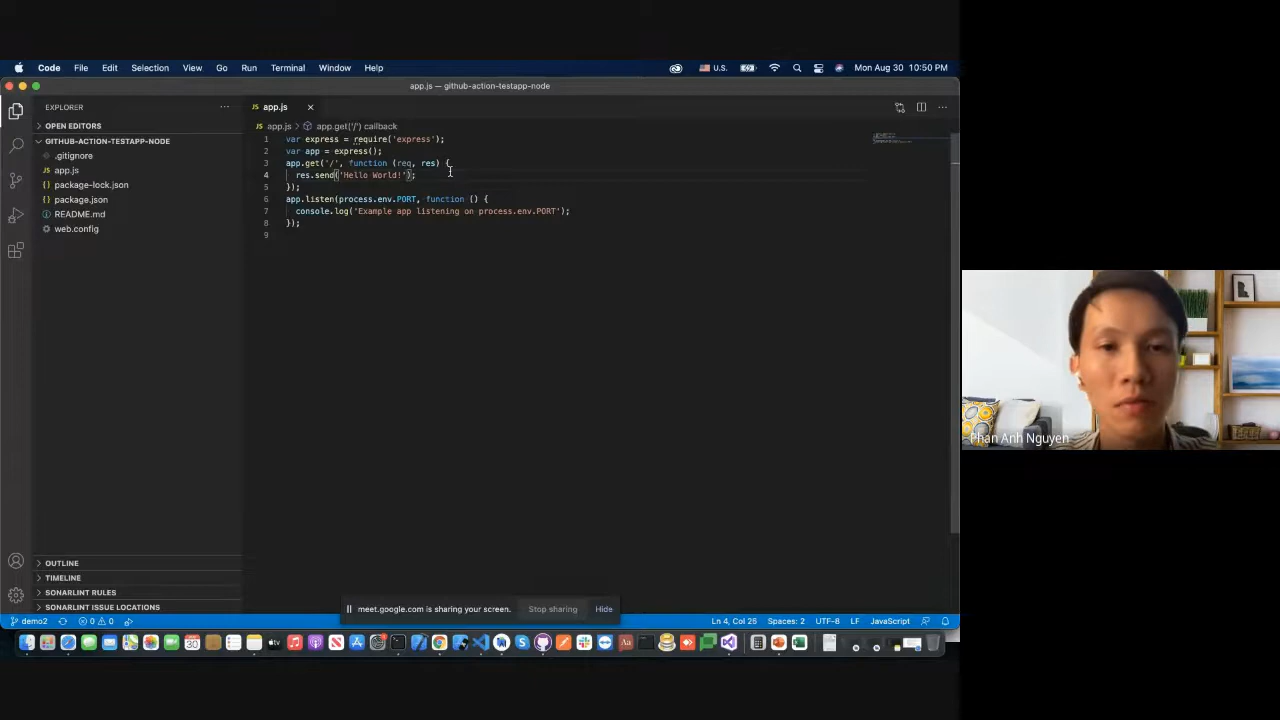 Code File Edit Selection View Go Run Terminal Window Help U.S. Mon Aug 30 10:50 PM
app.js — github-action-testapp-node
EXPLORER
app.js
OPEN EDITORS
app.js > app.get('/') callback
GITHUB-ACTION-TESTAPP-NODE
.gitignore
app.js
package-lock.json
package.json
README.md
web.config
1 var express = require('express');
2 var app = express();
3 app.get('/', function (req, res) {
4 res.send('Hello World!');
5 });
6 app.listen(process.env.PORT, function () {
7 console.log('Example app listening on process.env.PORT');
8 });
9
Phan Anh Nguyen
OUTLINE
TIMELINE
SONARLINT RULES
SONARLINT ISSUE LOCATIONS
meet.google.com is sharing your screen. Stop sharing Hide
demo2 0 0 Ln 4, Col 25 Spaces: 2 UTF-8 LF JavaScript
30